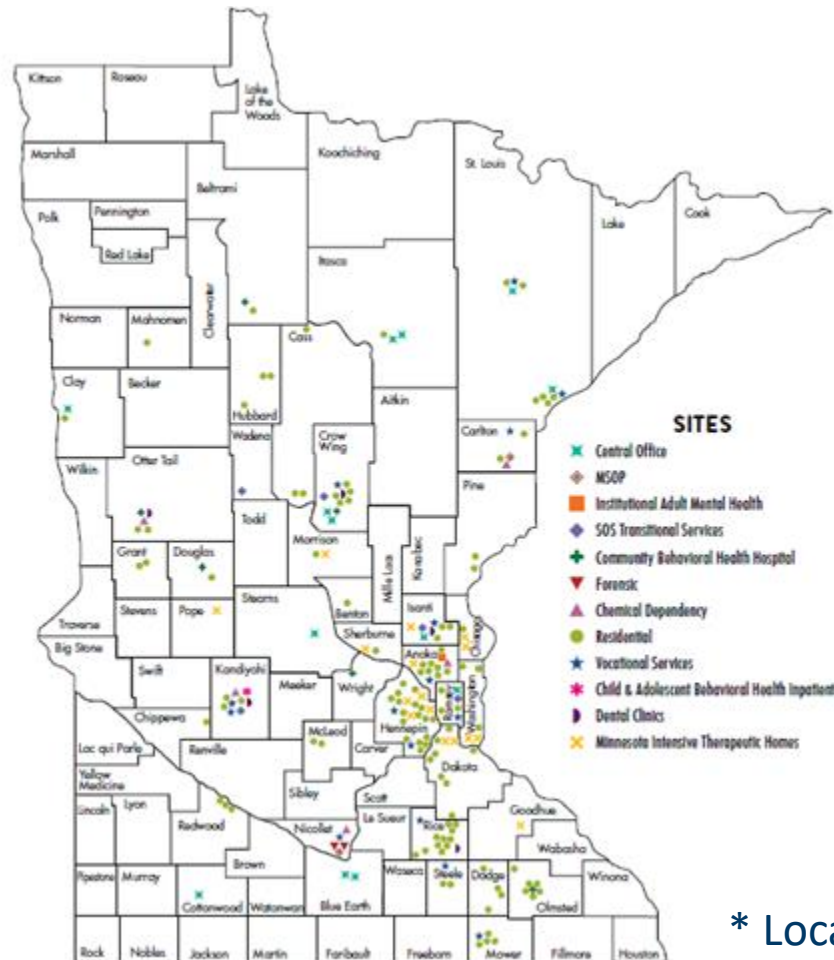 Kittson
Roseau
Lake
of the
Woods
Koochiching
St. Louis
Marshall
Beltrami
Lake
Cook
Polk
Pennington
Red Lake
Clearwater
Itasca
Norman
Mahnomen
Cass
Clay
Becker
Hubbard
Aitkin
Wadena
Crow
Wing
Carlton
Wilkin
Otter Tail
Pine
Todd
Morrison
Mille Lacs
Kanabec
Grant
Douglas
Traverse
Stevens
Pope
Stearns
Benton
Isanti
Chisago
Sherburne
Anoka
Big Stone
Swift
Kandiyohi
Meeker
Wright
Hennepin
Ramsey
Washington
Chippewa
McLeod
Carver
Lac qui Parle
Renville
Dakota
Yellow
Medicine
Sibley
Scott
Lincoln
Lyon
Redwood
Nicollet
Le Sueur
Rice
Goodhue
Wabasha
Brown
Pipestone
Murray
Cottonwood
Watonwan
Blue Earth
Waseca
Steele
Dodge
Olmsted
Winona
Rock
Nobles
Jackson
Martin
Faribault
Freeborn
Mower
Fillmore
Houston
SITES
Central Office
MSOP
Institutional Adult Mental Health
SOS Transitional Services
Community Behavioral Health Hospital
Forensic
Chemical Dependency
Residential
Vocational Services
Child & Adolescent Behavioral Health Inpatient
Dental Clinics
Minnesota Intensive Therapeutic Homes
* Loca